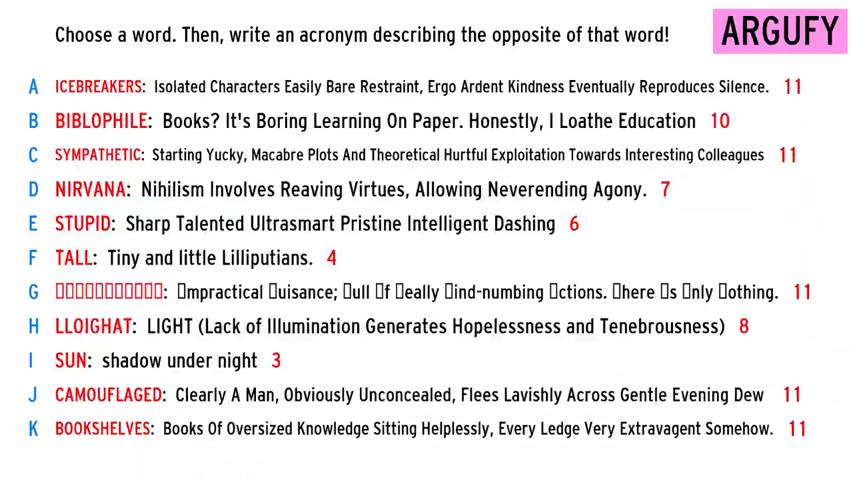 Choose a word. Then, write an acronym describing the opposite of that word! ARGUFY
A ICEBREAKERS: Isolated Characters Easily Bare Restraint, Ergo Ardent Kindness Eventually Reproduces Silence. 11
B BIBLOPHILE: Books? It's Boring Learning On Paper. Honestly, I Loathe Education 10
C SYMPATHETIC: Starting Yucky, Macabre Plots And Theoretical Hurtful Exploitation Towards Interesting Colleagues 11
D NIRVANA: Nihilism Involves Reaving Virtues, Allowing Neverending Agony. 7
E STUPID: Sharp Talented Ultrasmart Pristine Intelligent Dashing 6
F TALL: Tiny and little Lilliputians. 4
G ▯▯▯▯▯▯▯▯▯▯▯: ▯mpractical ▯uisance; ▯ull ▯f ▯eally ▯ind-numbing ▯ctions. ▯here ▯s ▯nly ▯othing. 11
H LLOIGHAT: LIGHT (Lack of Illumination Generates Hopelessness and Tenebrousness) 8
I SUN: shadow under night 3
J CAMOUFLAGED: Clearly A Man, Obviously Unconcealed, Flees Lavishly Across Gentle Evening Dew 11
K BOOKSHELVES: Books Of Oversized Knowledge Sitting Helplessly, Every Ledge Very Extravagent Somehow. 11